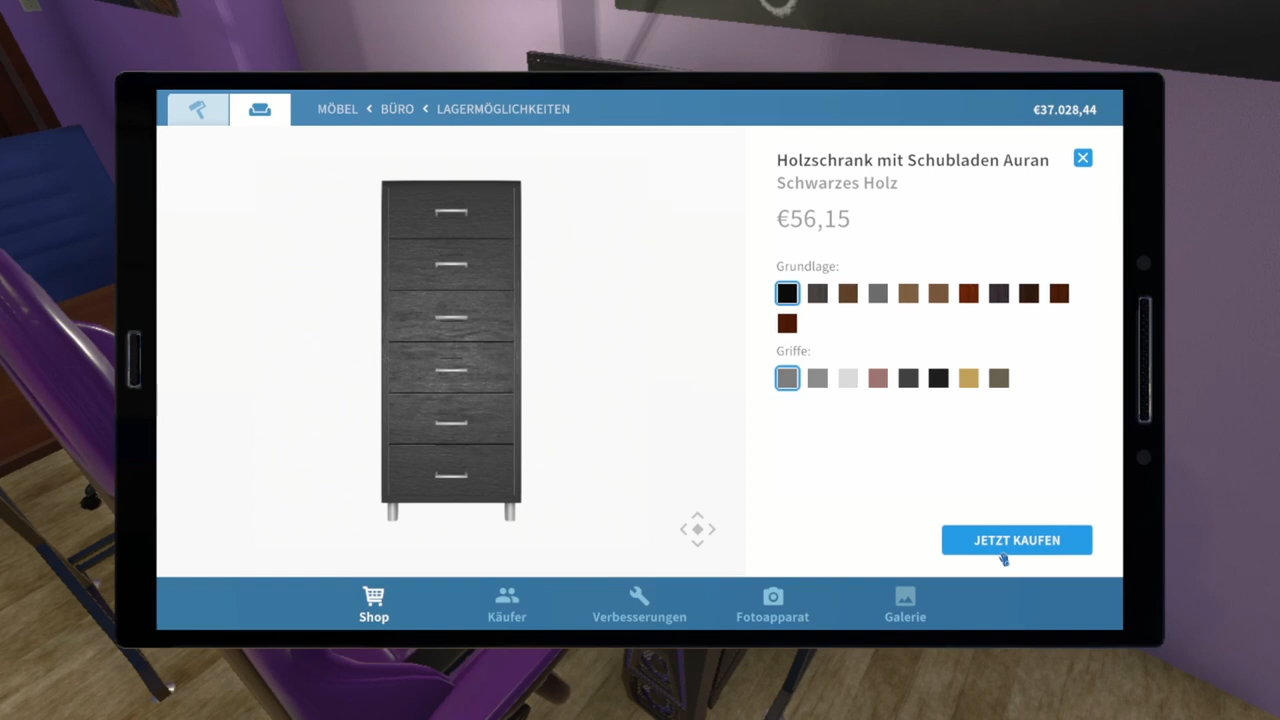 MÖBEL < BÜRO < LAGERMÖGLICHKEITEN
€37.028,44
Holzschrank mit Schubladen Auran
Schwarzes Holz
€56,15
Grundlage:
Griffe:
JETZT KAUFEN
Shop
Käufer
Verbesserungen
Fotoapparat
Galerie